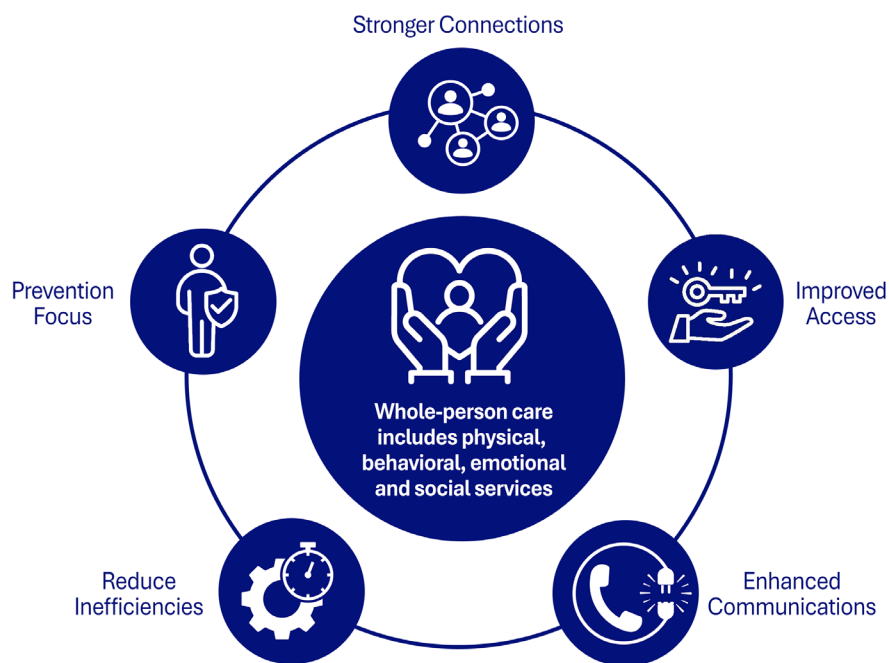 Stronger Connections
Prevention
Focus
Improved
Access
Whole-person care
includes physical,
behavioral, emotional
and social services
Reduce
Inefficiencies
Enhanced
Communications